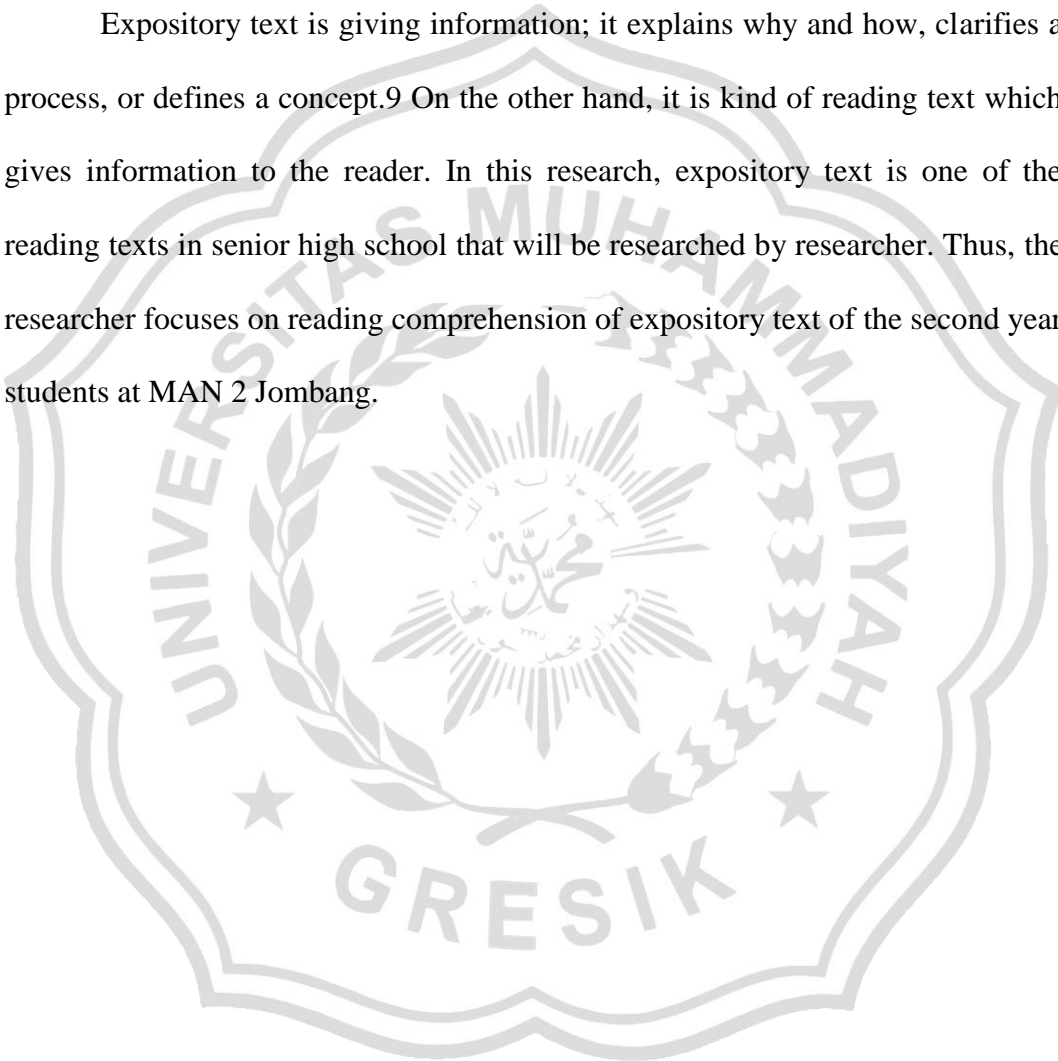 Expository text is giving information; it explains why and how, clarifies a
process, or defines a concept.9 On the other hand, it is kind of reading text which
gives information to the reader. In this research, expository text is one of the
reading texts in senior high school that will be researched by researcher. Thus, the
researcher focuses on reading comprehension of expository text of the second year
students at MAN 2 Jombang.
UNIVERSITAS MUHAMMADIYAH
محمدية
GRESIK